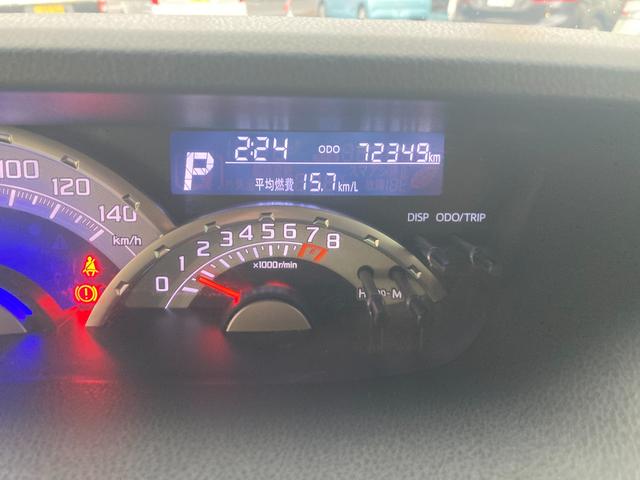 2:24 ODO 72349km
P
平均燃費 15.7km/L
100 120 140
km/h
DISP ODO/TRIP
0 1 2 3 4 5 6 7 8
×1000r/min